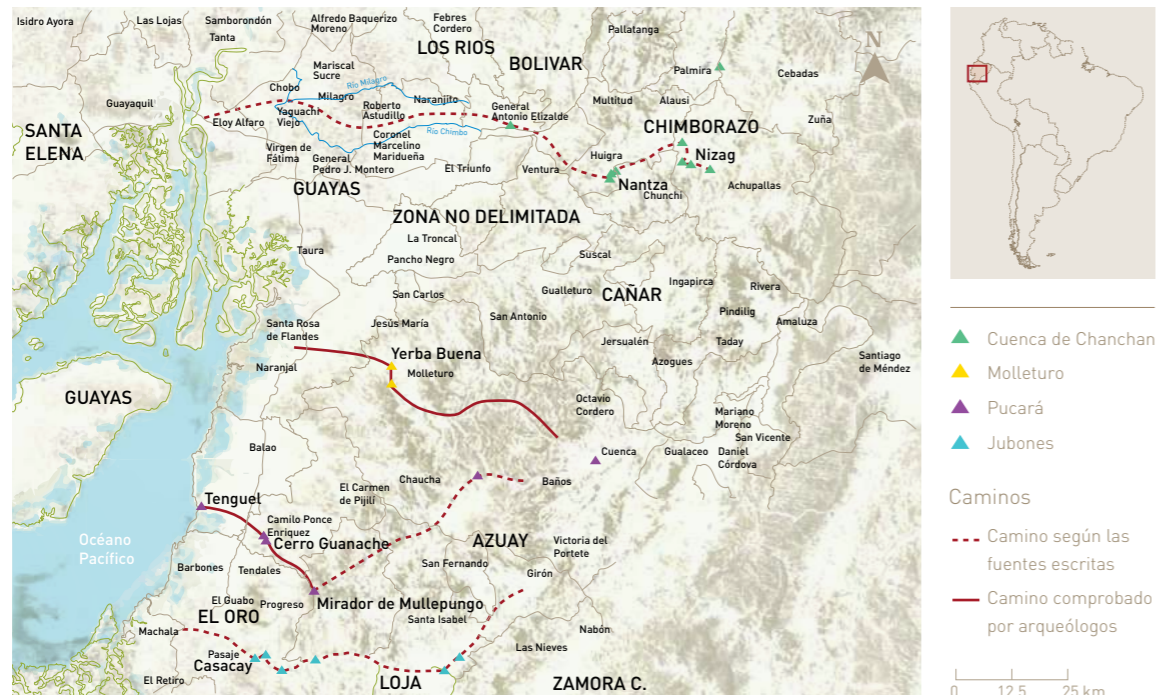 Isidro Ayora
Las Lojas
Samborondón
Tanta
Alfredo Baquerizo
Moreno
Febres
Cordero
LOS RIOS
BOLIVAR
Pallatanga
N
Mariscal
Sucre
Palmira
Cebadas
Chobo
Río Milagro
Milagro
Guayaquil
Roberto
Astudillo
Naranjito
General
Antonio Elizalde
Multitud
Alausi
Zuña
SANTA
ELENA
Eloy Alfaro
Yaguachi
Viejo
Río Chimbo
Coronel
Marcelino
Maridueña
CHIMBORAZO
Virgen de
Fátima
General
Pedro J. Montero
El Triunfo
Ventura
Huigra
Nizag
GUAYAS
Nantza
Chunchi
Achupallas
ZONA NO DELIMITADA
Taura
La Troncal
Pancho Negro
Suscal
San Carlos
Gualleturo
CAÑAR
Ingapirca
Rivera
Santa Rosa
de Flandes
Jesús María
San Antonio
Pindilig
Amaluza
Jersualén
Taday
Yerba Buena
Molleturo
Naranjal
Azogues
Santiago
de Méndez
GUAYAS
Octavio
Cordero
Mariano
Moreno
San Vicente
Balao
Cuenca
Gualaceo
Daniel
Córdova
Chaucha
Baños
El Carmen
de Pijilí
Tenguel
Camilo Ponce
Enriquez
Cerro Guanache
Océano
Pacífico
AZUAY
Victoria del
Portete
Barbones
Tendales
San Fernando
Girón
El Guabo
Progreso
Mirador de Mullepungo
EL ORO
Santa Isabel
Machala
Nabón
Pasaje
Casacay
Las Nieves
El Retiro
LOJA
ZAMORA C.
Cuenca de Chanchan
Molleturo
Pucará
Jubones
Caminos
Camino según las
fuentes escritas
Camino comprobado
por arqueólogos
0 12.5 25 km